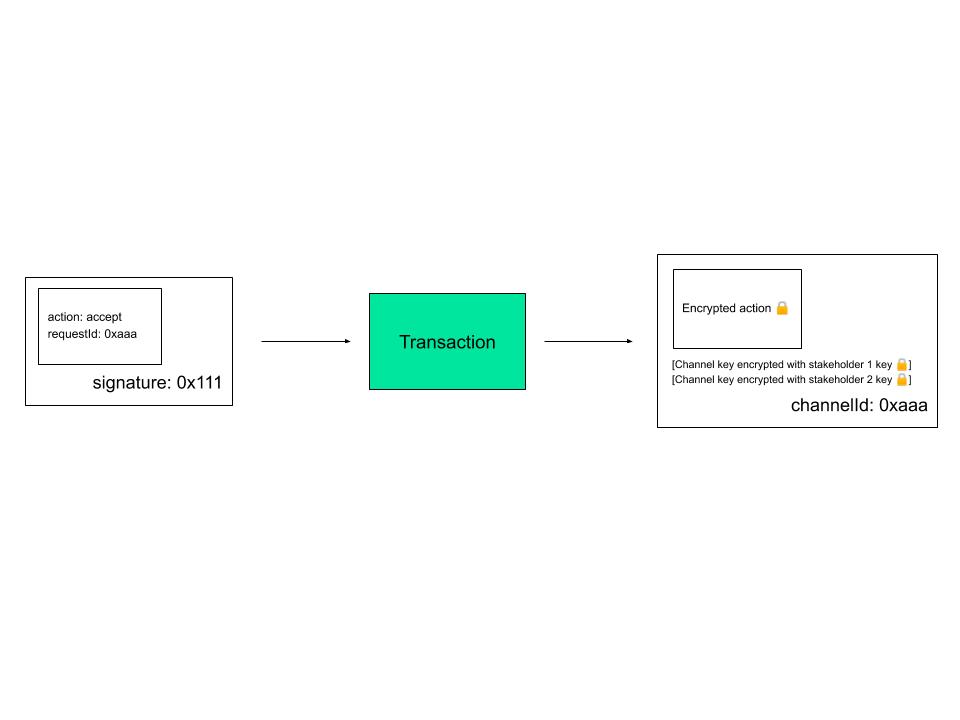 action: accept
requestId: 0xaaa
signature: 0x111
Transaction
Encrypted action 🔒
[Channel key encrypted with stakeholder 1 key 🔒]
[Channel key encrypted with stakeholder 2 key 🔒]
channelId: 0xaaa